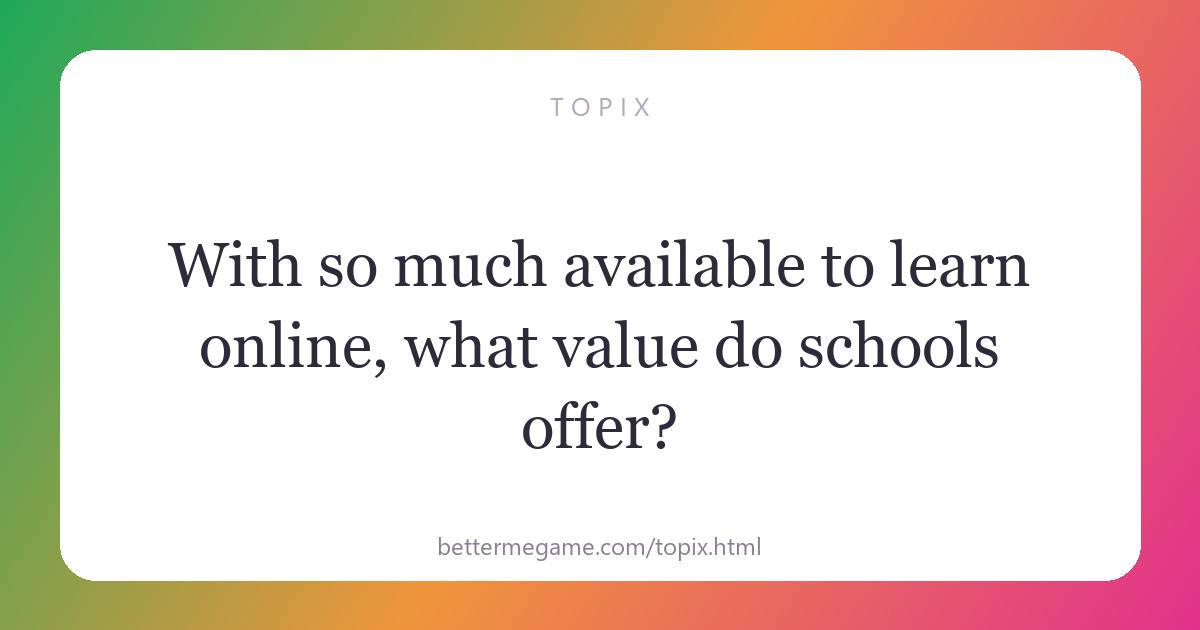 TOPIX
With so much available to learn
online, what value do schools
offer?
bettermegame.com/topix.html